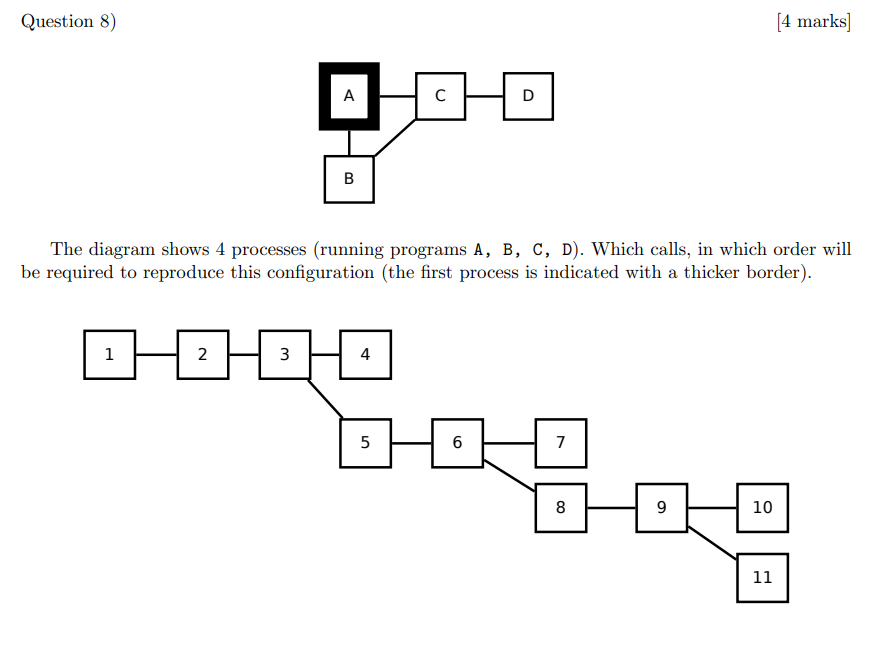 Question 8) [4 marks]
A C D
B
The diagram shows 4 processes (running programs A, B, C, D). Which calls, in which order will
be required to reproduce this configuration (the first process is indicated with a thicker border).
1 2 3 4
5 6 7
8 9 10
11